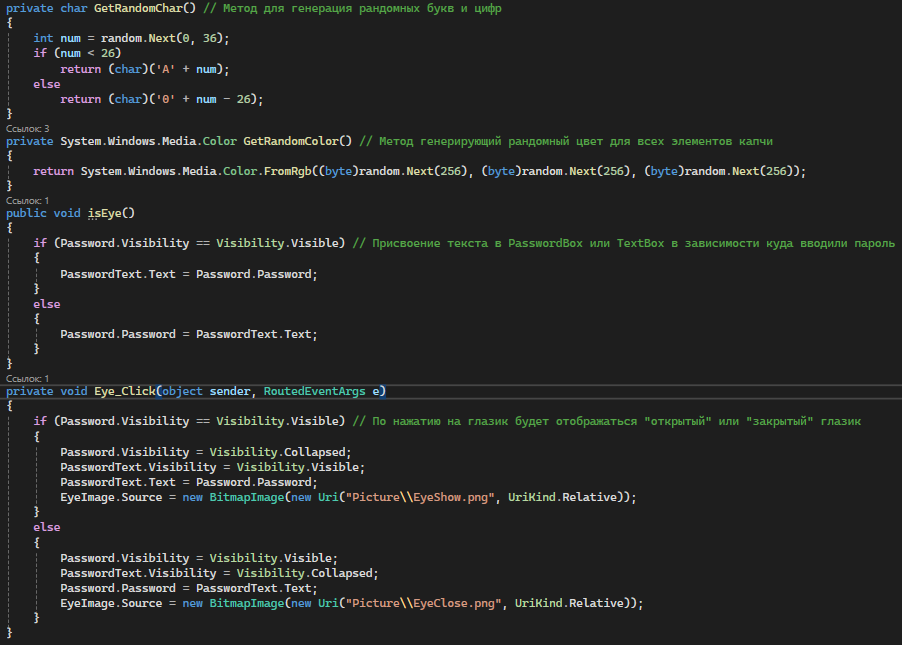 private char GetRandomChar() // Метод для генерация рандомных букв и цифр
{
    int num = random.Next(0, 36);
    if (num < 26)
        return (char)('A' + num);
    else
        return (char)('0' + num - 26);
}
Ссылок: 3
private System.Windows.Media.Color GetRandomColor() // Метод генерирующий рандомный цвет для всех элементов капчи
{
    return System.Windows.Media.Color.FromRgb((byte)random.Next(256), (byte)random.Next(256), (byte)random.Next(256));
}
Ссылок: 1
public void isEye()
{
    if (Password.Visibility == Visibility.Visible) // Присвоение текста в PasswordBox или TextBox в зависимости куда вводили пароль
    {
        PasswordText.Text = Password.Password;
    }
    else
    {
        Password.Password = PasswordText.Text;
    }
}
Ссылок: 1
private void Eye_Click(object sender, RoutedEventArgs e)
{
    if (Password.Visibility == Visibility.Visible) // По нажатию на глазик будет отображаться "открытый" или "закрытый" глазик
    {
        Password.Visibility = Visibility.Collapsed;
        PasswordText.Visibility = Visibility.Visible;
        PasswordText.Text = Password.Password;
        EyeImage.Source = new BitmapImage(new Uri("Picture\\EyeShow.png", UriKind.Relative));
    }
    else
    {
        Password.Visibility = Visibility.Visible;
        PasswordText.Visibility = Visibility.Collapsed;
        Password.Password = PasswordText.Text;
        EyeImage.Source = new BitmapImage(new Uri("Picture\\EyeClose.png", UriKind.Relative));
    }
}